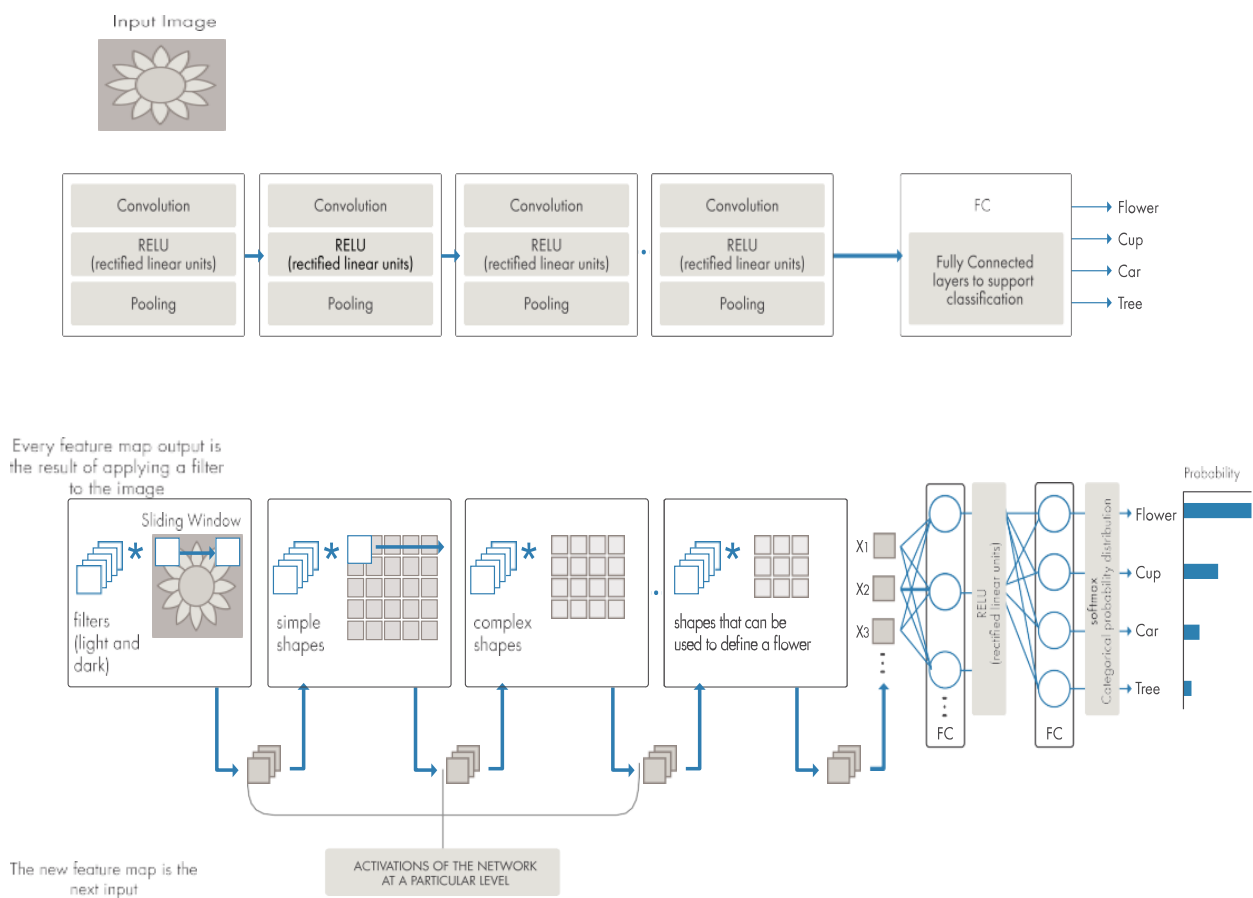 Input Image
Convolution
RELU
(rectified linear units)
Pooling
Convolution
RELU
(rectified linear units)
Pooling
Convolution
RELU
(rectified linear units)
Pooling
Convolution
RELU
(rectified linear units)
Pooling
FC
Fully Connected
layers to support
classification
Flower
Cup
Car
Tree
Every feature map output is
the result of applying a filter
to the image
Sliding Window
*
filters
(light and
dark)
*
simple
shapes
*
complex
shapes
*
shapes that can be
used to define a flower
X1
X2
X3
FC
RELU
(rectified linear units)
FC
softmax
Categorical probability distribution
Probability
Flower
Cup
Car
Tree
ACTIVATIONS OF THE NETWORK
AT A PARTICULAR LEVEL
The new feature map is the
next input